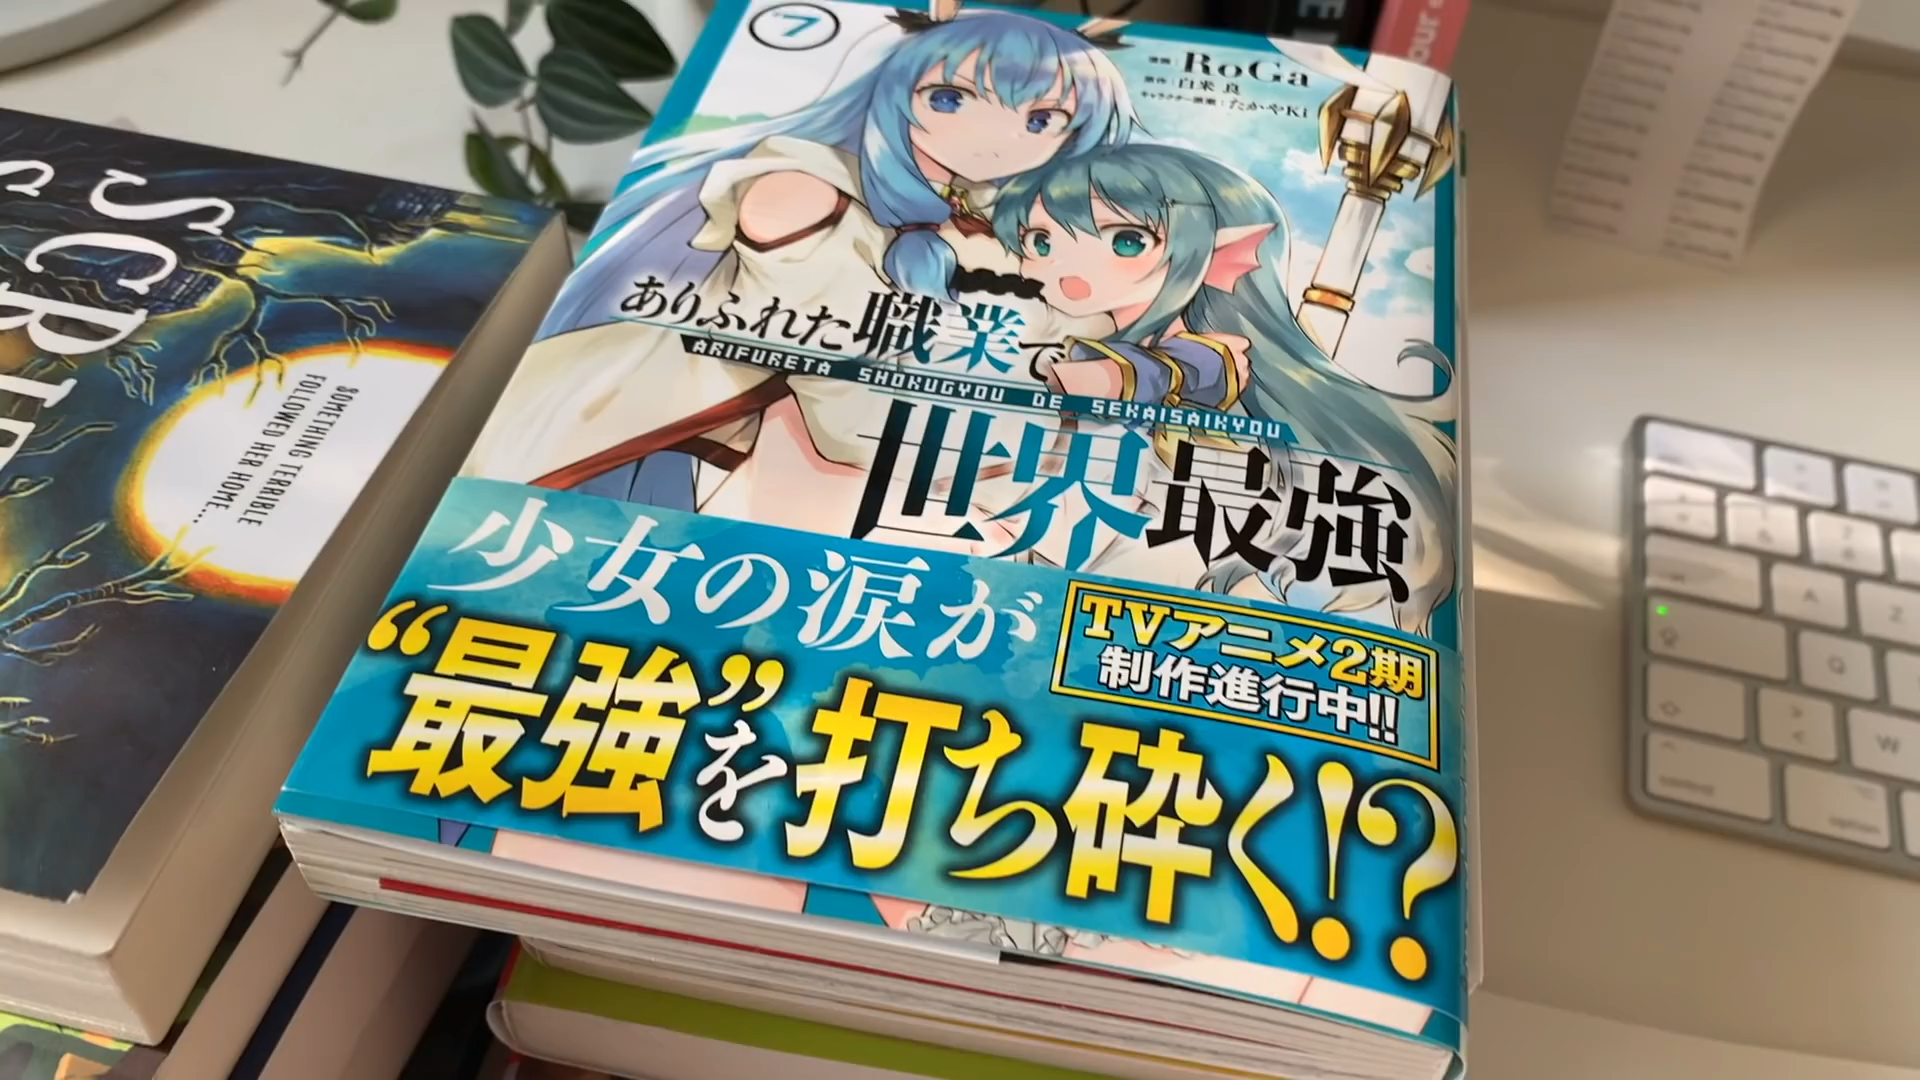 7
漫画:RoGa
原作:白米 良
キャラクター原案:たかやKi
ありふれた職業で
ARIFURETA SHOKUGYOU DE SEKAISAIKYOU
世界最強
少女の涙が
“最強”を打ち砕く!?
TVアニメ2期
制作進行中!!
SOMETHING TERRIBLE
FOLLOWED HER HOME...
A
Z
Q
W
control
option